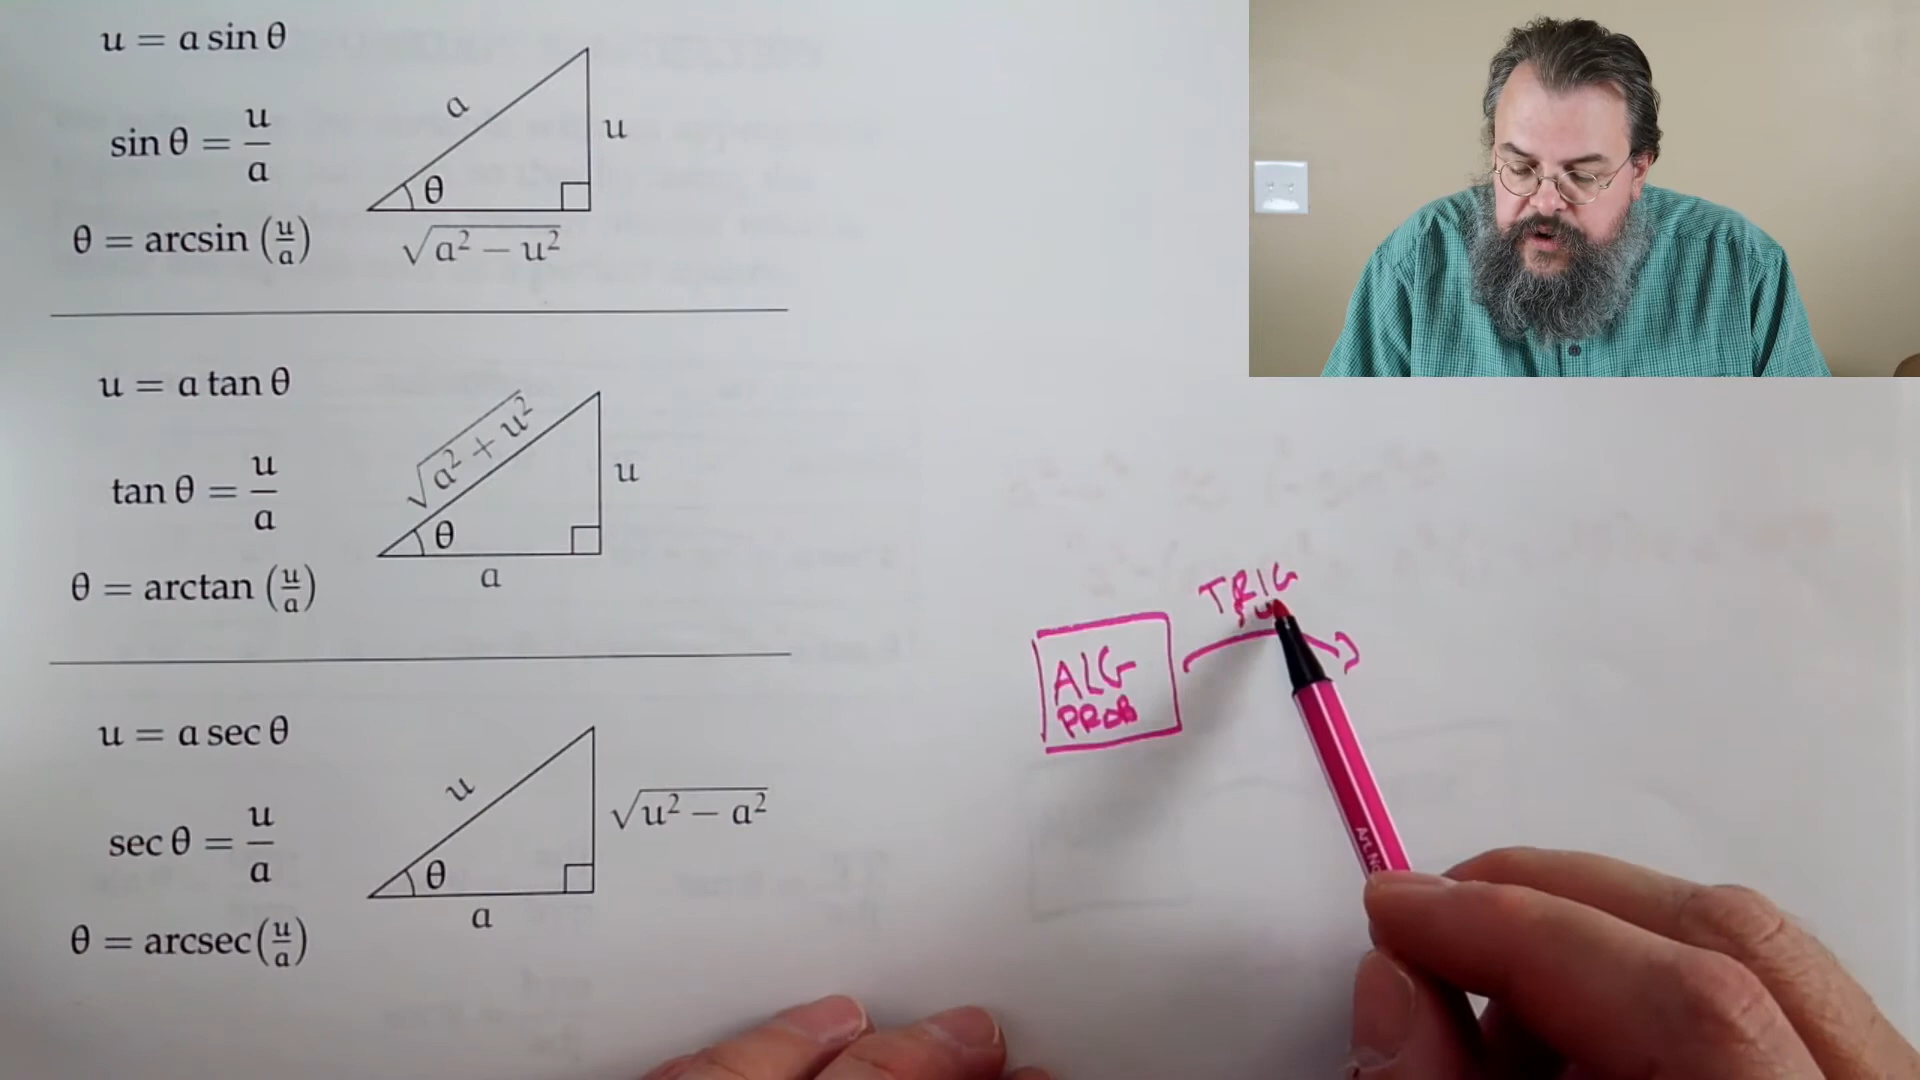 u = a sin θ
sin θ = u/a
θ = arcsin (u/a)
a
u
θ
√(a² − u²)
u = a tan θ
tan θ = u/a
θ = arctan (u/a)
√(a² + u²)
u
θ
a
u = a sec θ
sec θ = u/a
θ = arcsec(u/a)
u
√(u² − a²)
θ
a
TRIG
ALG
PROB